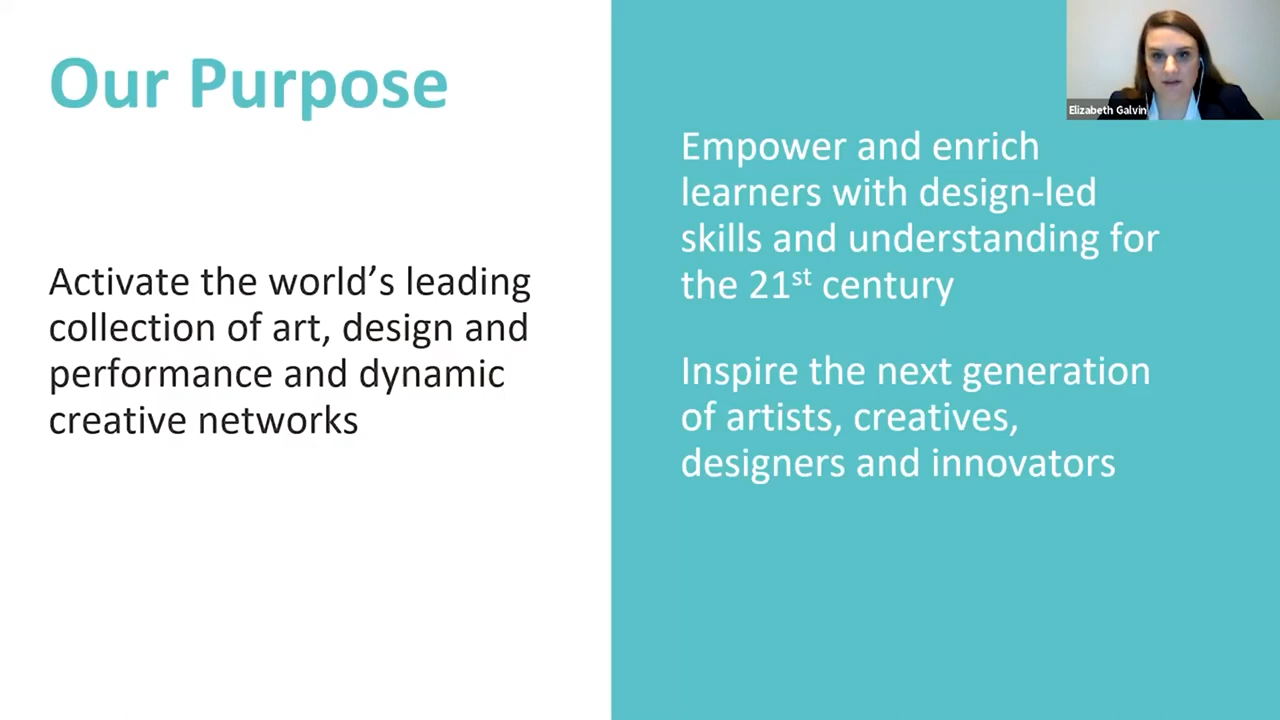 Our Purpose
Activate the world’s leading
collection of art, design and
performance and dynamic
creative networks
Empower and enrich
learners with design-led
skills and understanding for
the 21st century
Inspire the next generation
of artists, creatives,
designers and innovators
Elizabeth Galvin